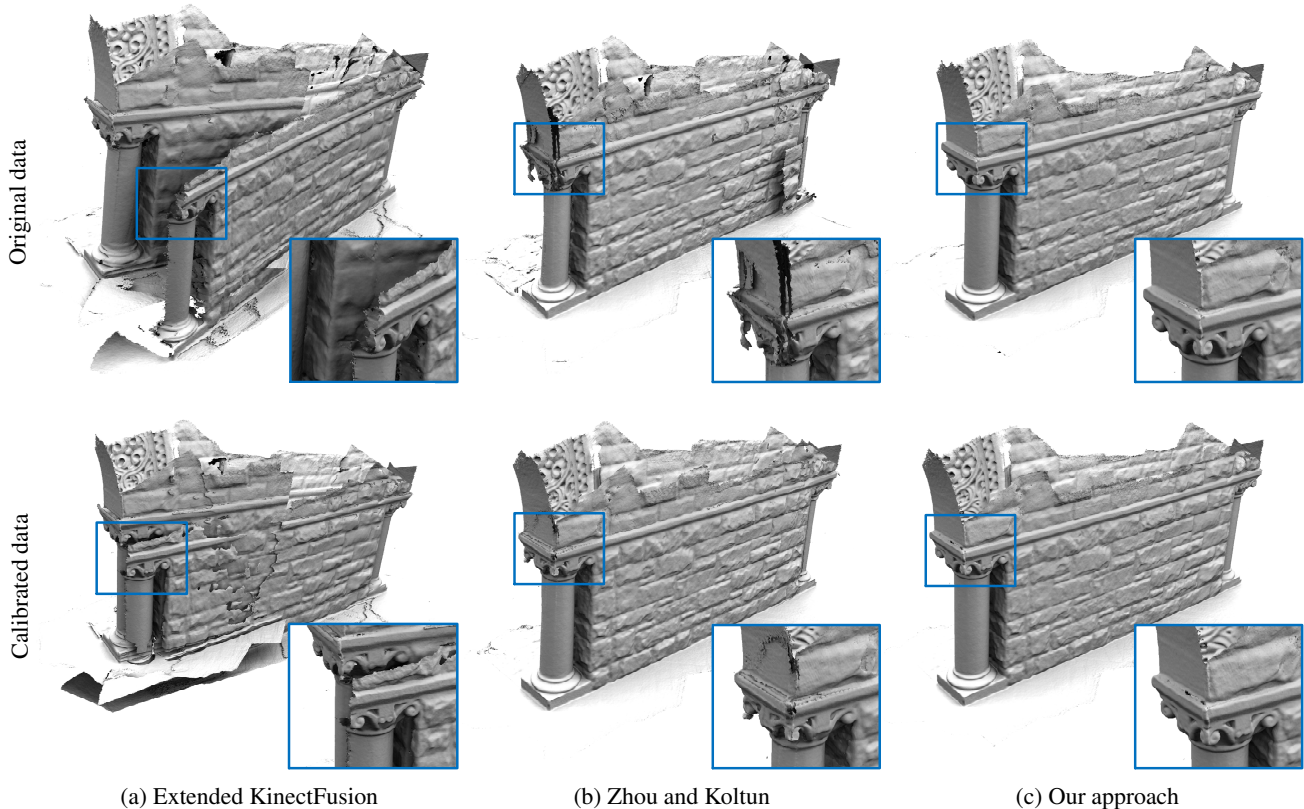 Original data
Calibrated data
(a) Extended KinectFusion
(b) Zhou and Koltun
(c) Our approach